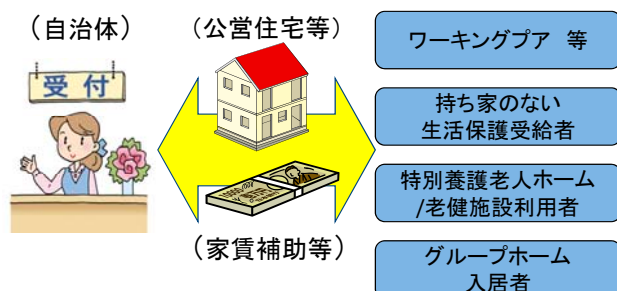 （自治体）
受付
（公営住宅等）
（家賃補助等）
ワーキングプア 等
持ち家のない
生活保護受給者
特別養護老人ホーム
/老健施設利用者
グループホーム
入居者